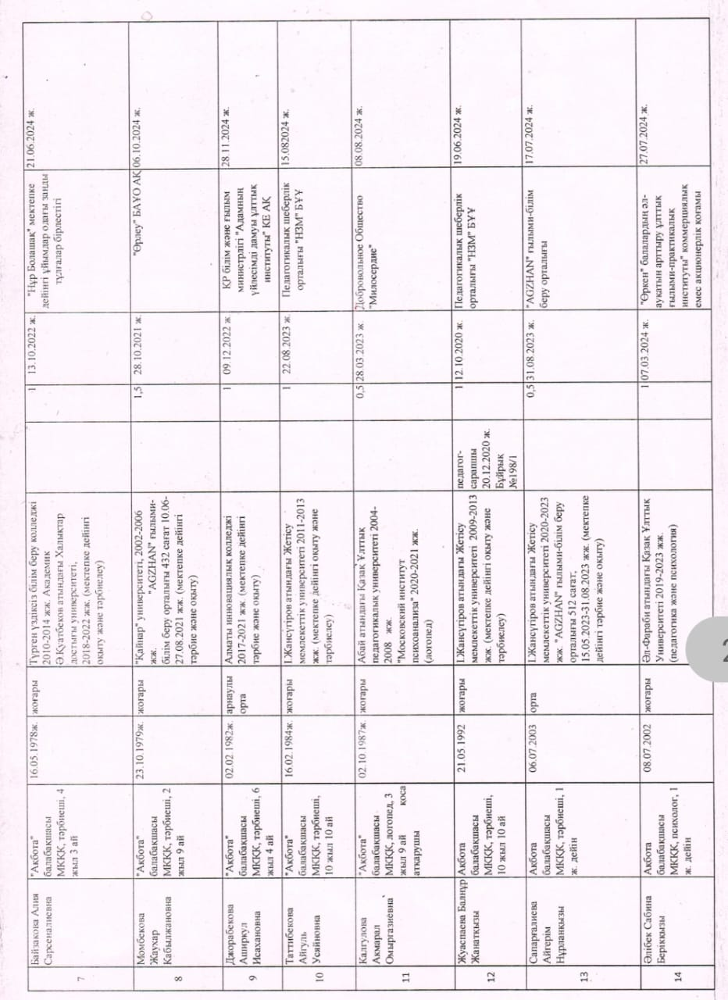 7
Байзакова Алия
Сарсеналиевна
"Ақбота"
балабақшасы
МКҚК, тәрбиеші, 4
жыл 3 ай
16.05.1978ж.
жоғары
Түрген үздіксіз білім беру колледжі
2010-2014 жж. Академик
Ә.Қуатбеков атындағы Халықтар
достығы университеті,
2018-2022 жж. (мектепке дейінгі
оқыту және тәрбиелеу)
1
13.10.2022 ж.
"Нұр Болашақ" мектепке
дейінгі ұйымдар одағы заңды
тұлғалар бірлестігі
21.06.2024 ж.
8
Момбекова
Жаухар
Кабылжановна
"Ақбота"
балабақшасы
МКҚК, тәрбиеші, 2
жыл 9 ай
23.10.1979ж.
жоғары
"Қайнар" университеті, 2002-2006
жж.
"AGZHAN" ғылыми-
білім беру орталығы 432 сағат 10.06-
27.08.2021 жж. (мектепке дейінгі
тәрбие және оқыту)
1,5
28.10.2021 ж.
"Өрлеу" БАҰО АҚ
06.10.2024 ж.
9
Джорабекова
Аширкул
Исахановна
"Ақбота"
балабақшасы
МКҚК, тәрбиеші, 6
жыл 4 ай
02.02.1982ж.
арнаулы
орта
Алматы инновациялық колледжі
2017-2021 жж. (мектепке дейінгі
тәрбие және оқыту)
1
09.12.2022 ж
ҚР білім және ғылым
министрлігі "Адамның
үйлесімді дамуы ұлттық
институты" КЕ АҚ
28.11.2024 ж.
10
Таттибекова
Айгуль
Усейновна
"Ақбота"
балабақшасы
МКҚК, тәрбиеші,
10 жыл 10 ай
16.02.1984ж.
жоғары
І.Жансүгіров атындағы Жетісу
мемлекеттік университеті 2011-2013
жж. (мектепке дейінгі оқыту және
тәрбиелеу)
1
22.08.2023 ж.
Педагогикалық шеберлік
орталығы "НЗМ" БҰҰ
15.082024 ж.
11
Калгулова
Акмарал
Омыргазиевна
"Ақбота"
балабақшасы
МКҚК, логопед, 3
жыл 9 ай қоса
атқарушы
02.10.1987ж.
жоғары
Абай атындағы Қазақ Ұлттық
педагогикалық университеті 2004-
2008 жж.
"Московский институт
психоанализа" 2020-2021 жж.
(логопед)
0,5
28.03.2023 ж
Добровольное Общество
"Милосердие"
08.08.2024 ж.
12
Жуаспаева Балнұр
Жанатқызы
Ақбота
балабақшасы
МКҚК, тәрбиеші,
10 жыл 10 ай
21.05 1992
жоғары
І.Жансүгіров атындағы Жетісу
мемлекеттік университеті 2009-2013
жж. (мектепке дейінгі оқыту және
тәрбиелеу)
педагог-
сарапшы
20.12.2020 ж.
Бұйрық
№198/1
1
12.10.2020 ж.
Педагогикалық шеберлік
орталығы "НЗМ" БҰҰ
19.06.2024 ж.
13
Сапарғалиева
Айгерім
Нұрланқызы
Ақбота
балабақшасы
МКҚК, тәрбиеші, 1
ж. дейін
06.07.2003
орта
І.Жансүгіров атындағы Жетісу
мемлекеттік университеті 2020-2023
жж. "AGZHAN" ғылыми-білім беру
орталығы 512 сағат,
15.05.2023-31.08.2023 жж. (мектепке
дейінгі тәрбие және оқыту)
0,5
31.08.2023 ж.
"AGZHAN" ғылыми-білім
беру орталығы
17.07.2024 ж.
14
Әлібек Сабина
Беріккызы
Ақбота
балабақшасы
МКҚК, психолог, 1
ж. дейін
08.07.2002
жоғары
Әл-Фараби атындағы Қазақ Ұлттық
Университеті 2019-2023 жж.
(педагогика және психология)
1
07.03.2024 ж.
"Өркен" балалардың әл-
ауқатын арттыру ұлттық
ғылыми-практикалық
институты" коммерциялық
емес акционерлік қоғамы
27.07.2024 ж.
2